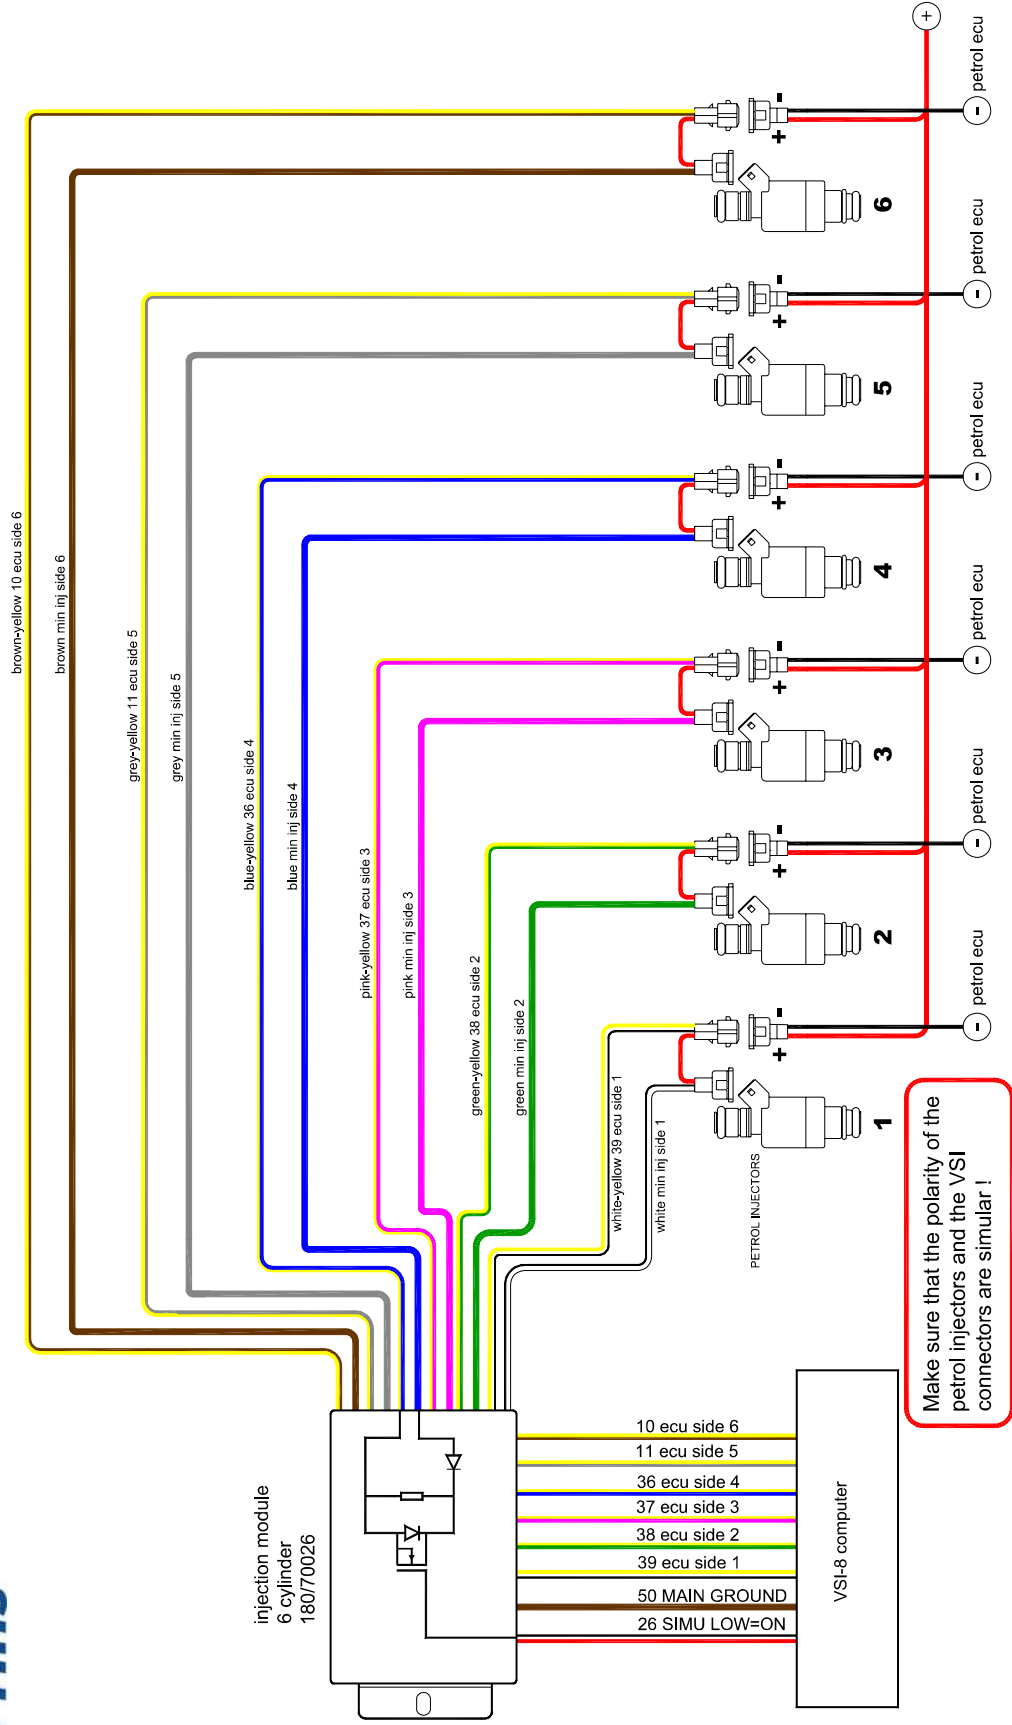 brown-yellow 10 ecu side 6
brown min inj side 6
grey-yellow 11 ecu side 5
grey min inj side 5
blue-yellow 36 ecu side 4
blue min inj side 4
pink-yellow 37 ecu side 3
pink min inj side 3
green-yellow 38 ecu side 2
green min inj side 2
white-yellow 39 ecu side 1
white min inj side 1
PETROL INJECTORS
+
- petrol ecu
- petrol ecu
- petrol ecu
- petrol ecu
- petrol ecu
- petrol ecu
- +
- +
- +
- +
- +
- +
6
5
4
3
2
1
injection module
6 cylinder
180/70026
10 ecu side 6
11 ecu side 5
36 ecu side 4
37 ecu side 3
38 ecu side 2
39 ecu side 1
50 MAIN GROUND
26 SIMU LOW=ON
VSI-8 computer
Make sure that the polarity of the
petrol injectors and the VSI
connectors are simular !